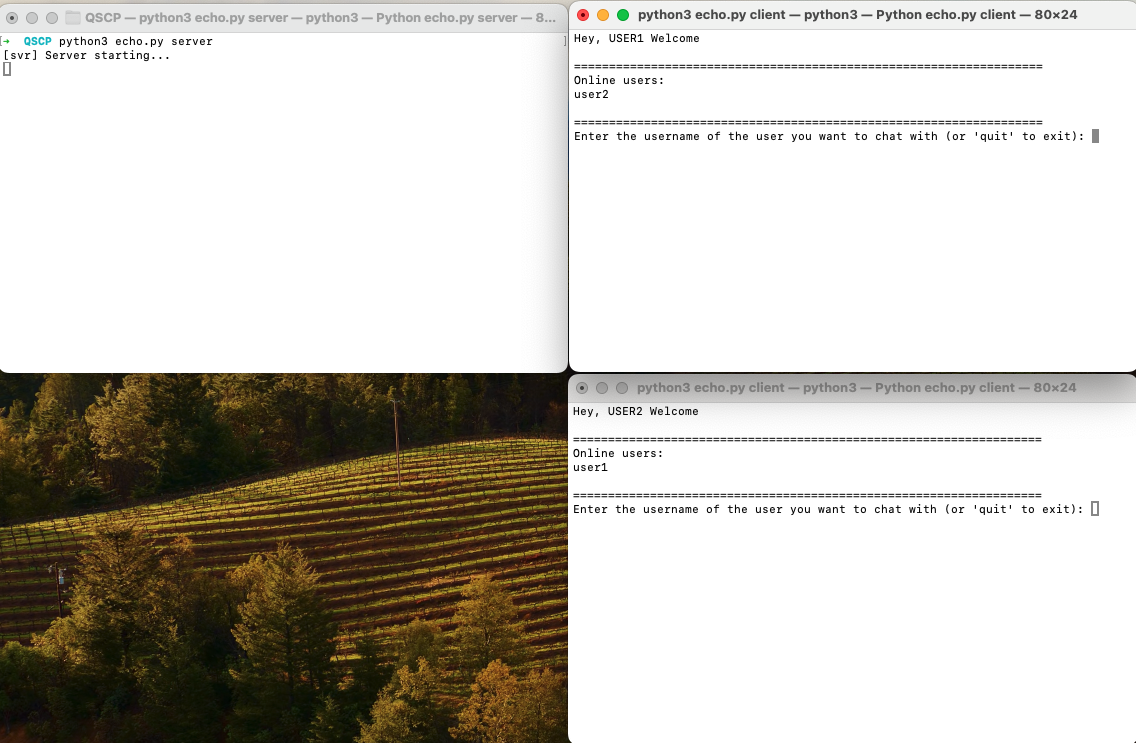 QSCP — python3 echo.py server — python3 — Python echo.py server — 8...
[➜  QSCP python3 echo.py server ]
[svr] Server starting...
python3 echo.py client — python3 — Python echo.py client — 80×24
Hey, USER1 Welcome
===================================================================
Online users:
user2
===================================================================
Enter the username of the user you want to chat with (or 'quit' to exit):
python3 echo.py client — python3 — Python echo.py client — 80×24
Hey, USER2 Welcome
===================================================================
Online users:
user1
===================================================================
Enter the username of the user you want to chat with (or 'quit' to exit):